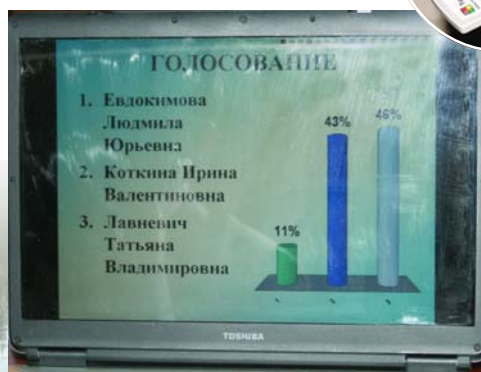 ГОЛОСОВАНИЕ
1. Евдокимова
Людмила
Юрьевна
2. Коткина Ирина
Валентиновна
3. Лавневич
Татьяна
Владимировна
11%
43%
46%
TOSHIBA